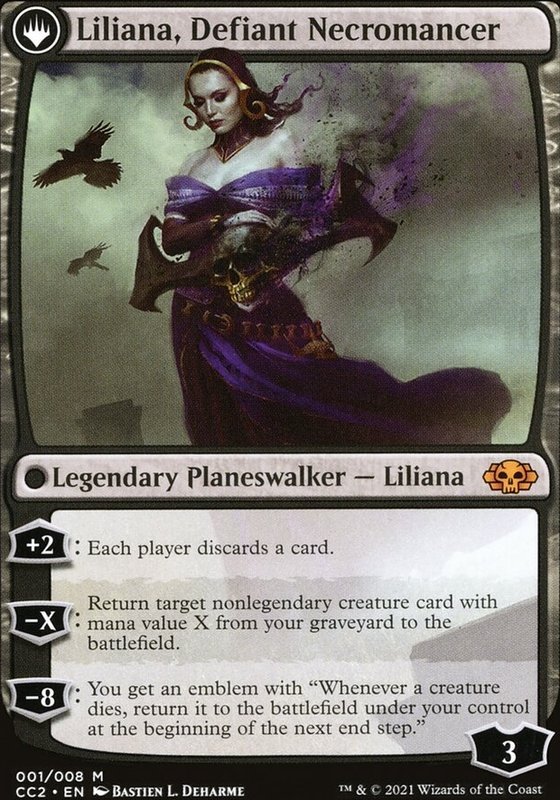 Liliana, Defiant Necromancer
Legendary Planeswalker — Liliana
+2 : Each player discards a card.
−X : Return target nonlegendary creature card with
mana value X from your graveyard to the
battlefield.
−8 : You get an emblem with “Whenever a creature
dies, return it to the battlefield under your control
at the beginning of the next end step.”
3
001/008 M
CC2 • EN Bastien L. Deharme
™ & © 2021 Wizards of the Coast